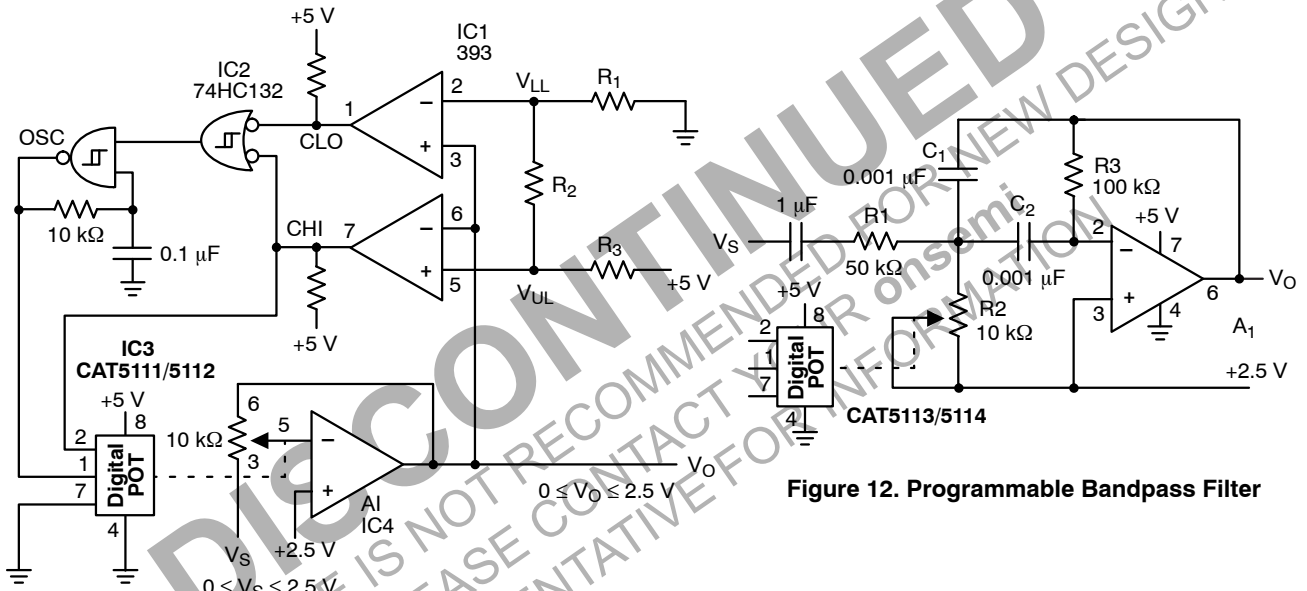 +5 V
IC1
393
IC2
74HC132
OSC
1
CLO
2
−
+
3
V_LL
R₁
R₂
10 kΩ
0.1 µF
CHI
7
6
−
+
5
R₃
+5 V
V_UL
+5 V
IC3
CAT5111/5112
+5 V
8
2
1
7
4
Digital
POT
10 kΩ
6
5
3
−
+
AI
IC4
V_S
+2.5 V
0 ≤ V_S ≤ 2.5 V
V_O
0 ≤ V_O ≤ 2.5 V
C₁
0.001 µF
1 µF
V_S
R1
50 kΩ
C₂
0.001 µF
R3
100 kΩ
+5 V
2
−
7
+
3
4
6
V_O
A₁
R2
10 kΩ
+2.5 V
+5 V
8
2
1
7
4
Digital
POT
CAT5113/5114
Figure 12. Programmable Bandpass Filter
DISCONTINUED
IS NOT RECOMMENDED FOR NEW DESIGN
PLEASE CONTACT YOUR onsemi
FOR INFORMATION